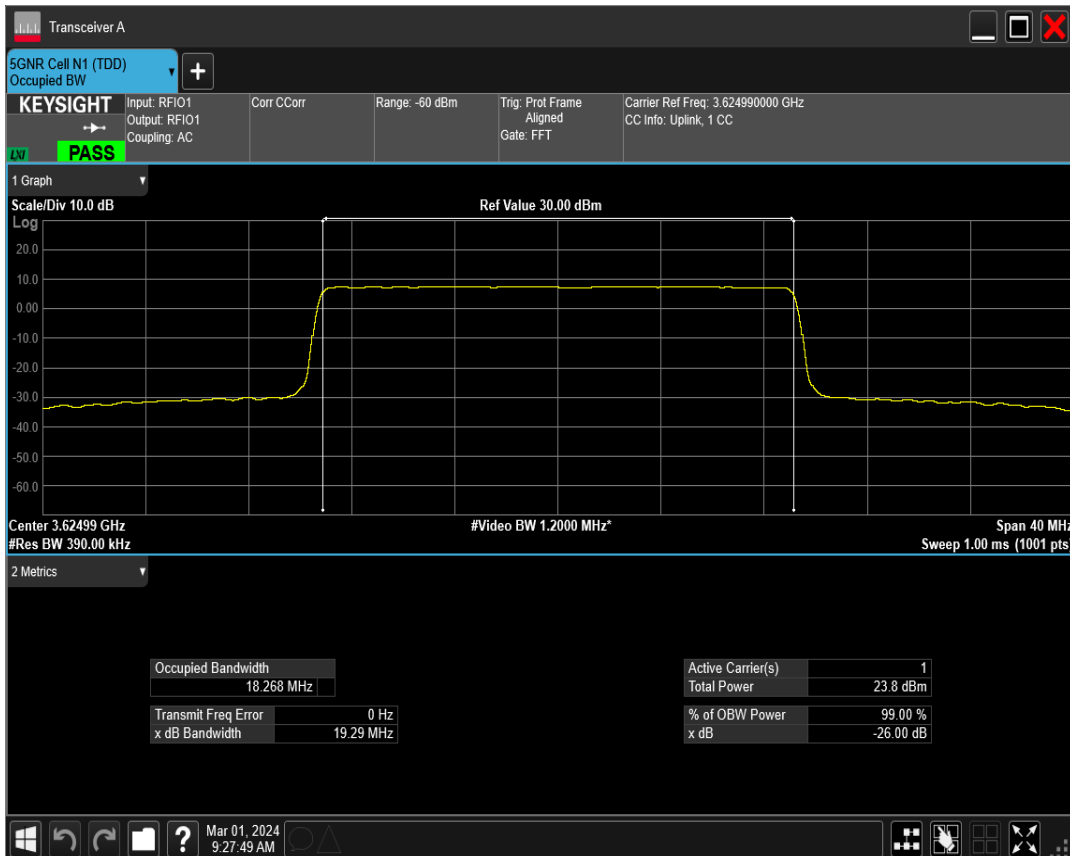 Transceiver A
5GNR Cell N1 (TDD)
Occupied BW
+
KEYSIGHT
LXI
PASS
Input: RFIO1
Output: RFIO1
Coupling: AC
Corr CCorr
Range: -60 dBm
Trig: Prot Frame
Aligned
Gate: FFT
Carrier Ref Freq: 3.624990000 GHz
CC Info: Uplink, 1 CC
1 Graph
Scale/Div 10.0 dB
Ref Value 30.00 dBm
Log
20.0
10.0
0.00
-10.0
-20.0
-30.0
-40.0
-50.0
-60.0
Center 3.62499 GHz
#Video BW 1.2000 MHz*
Span 40 MHz
#Res BW 390.00 kHz
Sweep 1.00 ms (1001 pts)
2 Metrics
Occupied Bandwidth
18.268 MHz
Transmit Freq Error 0 Hz
x dB Bandwidth 19.29 MHz
Active Carrier(s) 1
Total Power 23.8 dBm
% of OBW Power 99.00 %
x dB -26.00 dB
?
Mar 01, 2024
9:27:49 AM